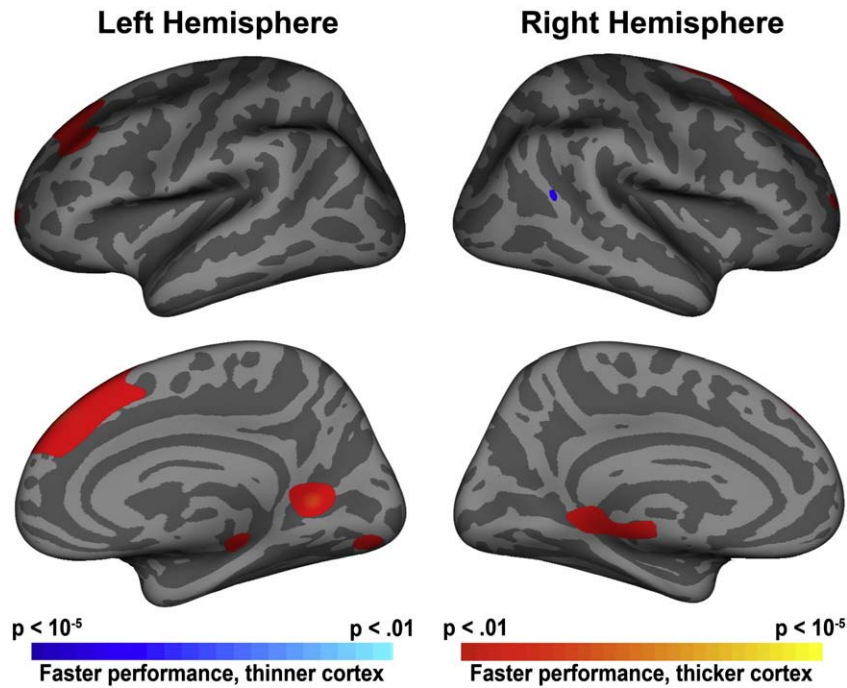 Left Hemisphere
Right Hemisphere
p < 10⁻⁵
p < .01
p < .01
p < 10⁻⁵
Faster performance, thinner cortex
Faster performance, thicker cortex